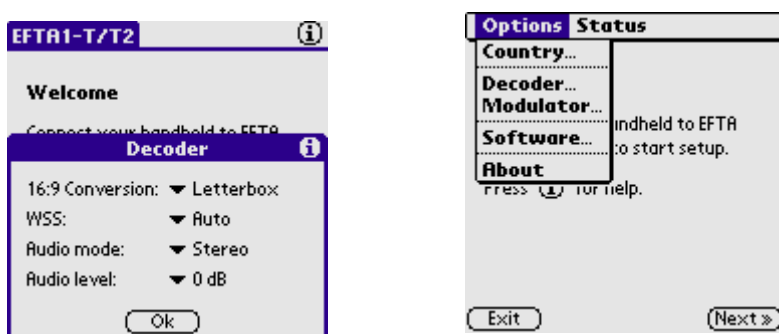 EFTA1-T/T2
Welcome
Connect your handheld to EFTA
Decoder
16:9 Conversion: Letterbox
WSS: Auto
Audio mode: Stereo
Audio level: 0 dB
Ok
Options Status
Country...
Decoder...
Modulator...
Software...
About
ndheld to EFTA
to start setup.
Press i for help.
Exit
Next »